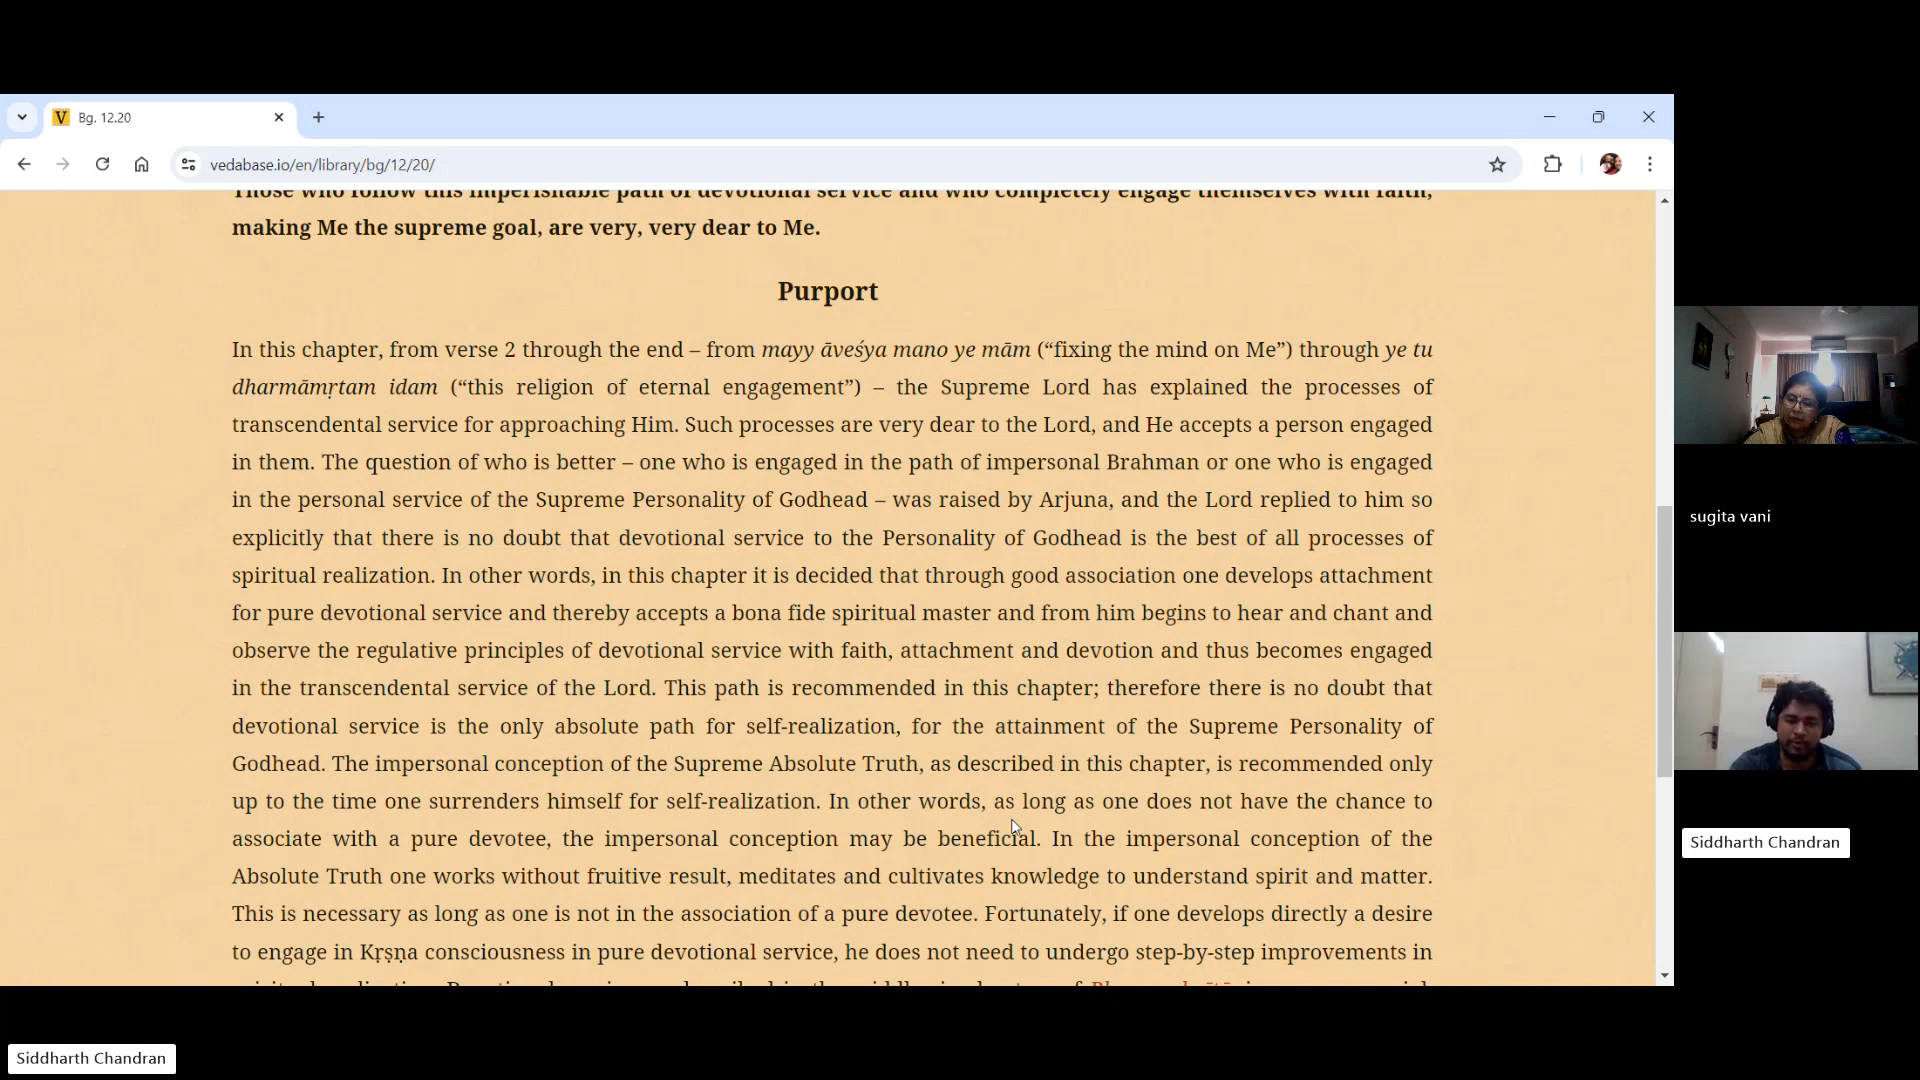 Bg. 12.20
vedabase.io/en/library/bg/12/20/
Those who follow this imperishable path of devotional service and who completely engage themselves with faith,
making Me the supreme goal, are very, very dear to Me.
Purport
In this chapter, from verse 2 through the end – from mayy āveśya mano ye mām (“fixing the mind on Me”) through ye tu
dharmāmṛtam idam (“this religion of eternal engagement”) – the Supreme Lord has explained the processes of
transcendental service for approaching Him. Such processes are very dear to the Lord, and He accepts a person engaged
in them. The question of who is better – one who is engaged in the path of impersonal Brahman or one who is engaged
in the personal service of the Supreme Personality of Godhead – was raised by Arjuna, and the Lord replied to him so
explicitly that there is no doubt that devotional service to the Personality of Godhead is the best of all processes of
spiritual realization. In other words, in this chapter it is decided that through good association one develops attachment
for pure devotional service and thereby accepts a bona fide spiritual master and from him begins to hear and chant and
observe the regulative principles of devotional service with faith, attachment and devotion and thus becomes engaged
in the transcendental service of the Lord. This path is recommended in this chapter; therefore there is no doubt that
devotional service is the only absolute path for self-realization, for the attainment of the Supreme Personality of
Godhead. The impersonal conception of the Supreme Absolute Truth, as described in this chapter, is recommended only
up to the time one surrenders himself for self-realization. In other words, as long as one does not have the chance to
associate with a pure devotee, the impersonal conception may be beneficial. In the impersonal conception of the
Absolute Truth one works without fruitive result, meditates and cultivates knowledge to understand spirit and matter.
This is necessary as long as one is not in the association of a pure devotee. Fortunately, if one develops directly a desire
to engage in Kṛṣṇa consciousness in pure devotional service, he does not need to undergo step-by-step improvements in
sugita vani
Siddharth Chandran
Siddharth Chandran